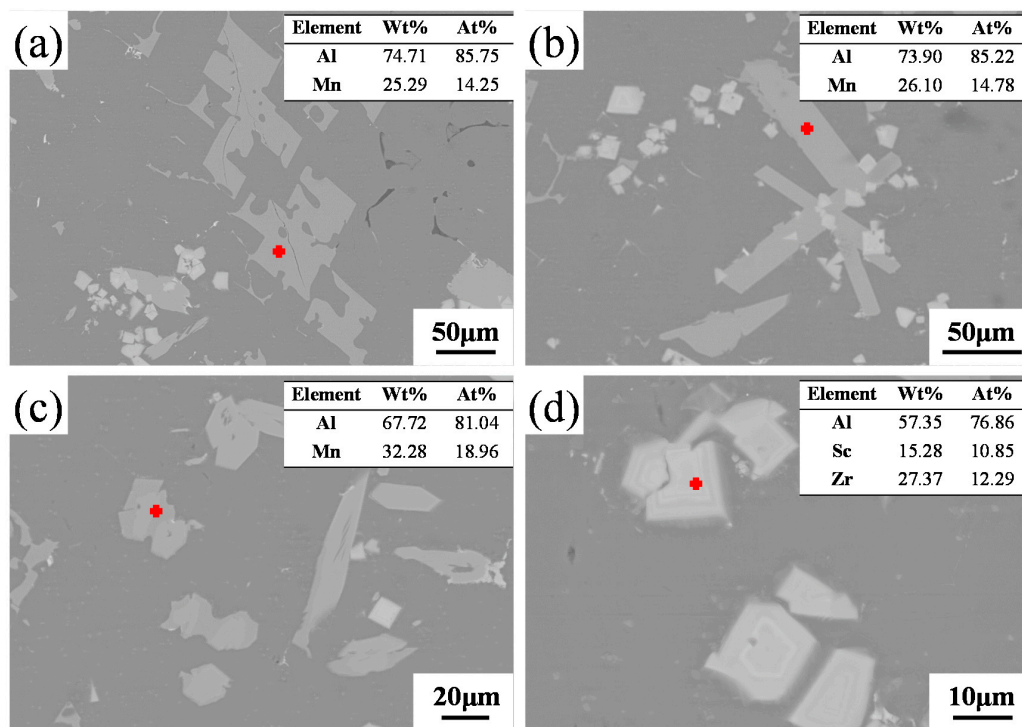 (a)
Element Wt% At%
Al 74.71 85.75
Mn 25.29 14.25
50μm
(b)
Element Wt% At%
Al 73.90 85.22
Mn 26.10 14.78
50μm
(c)
Element Wt% At%
Al 67.72 81.04
Mn 32.28 18.96
20μm
(d)
Element Wt% At%
Al 57.35 76.86
Sc 15.28 10.85
Zr 27.37 12.29
10μm